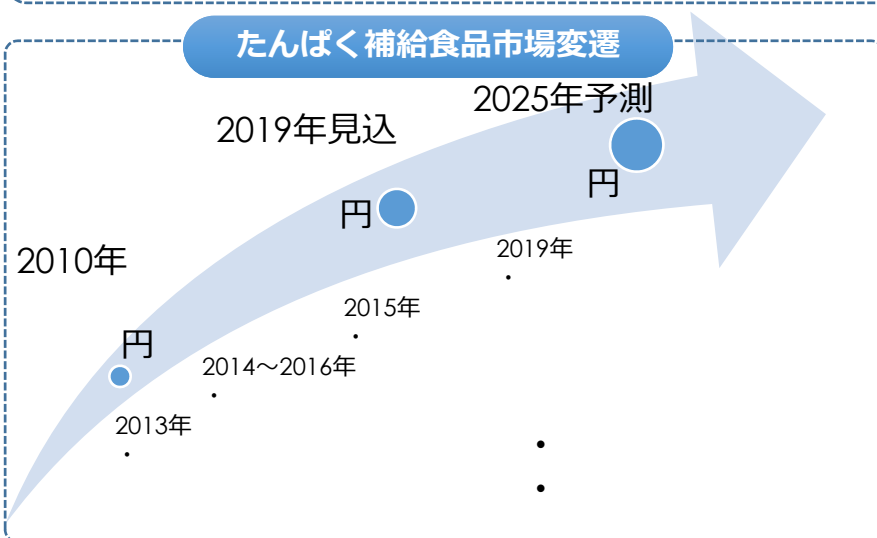 たんぱく補給食品市場変遷
2025年予測
円
2019年見込
円
2010年
円
2019年
・
2015年
・
2014～2016年
・
2013年
・
・
・